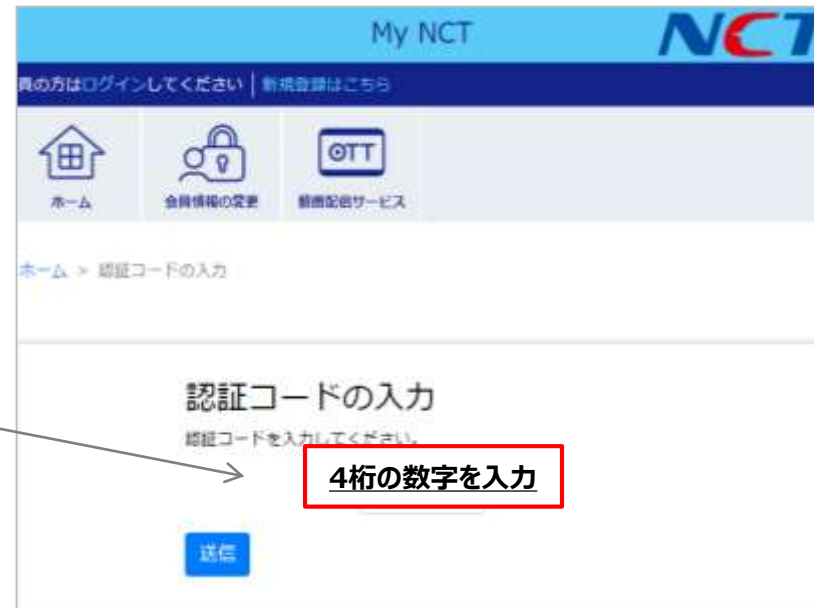 My NCT
NCT
員の方はログインしてください | 新規登録はこちら
OTT
ホーム
会員情報の変更
動画配信サービス
ホーム > 認証コードの入力
認証コードの入力
認証コードを入力してください。
4桁の数字を入力
送信